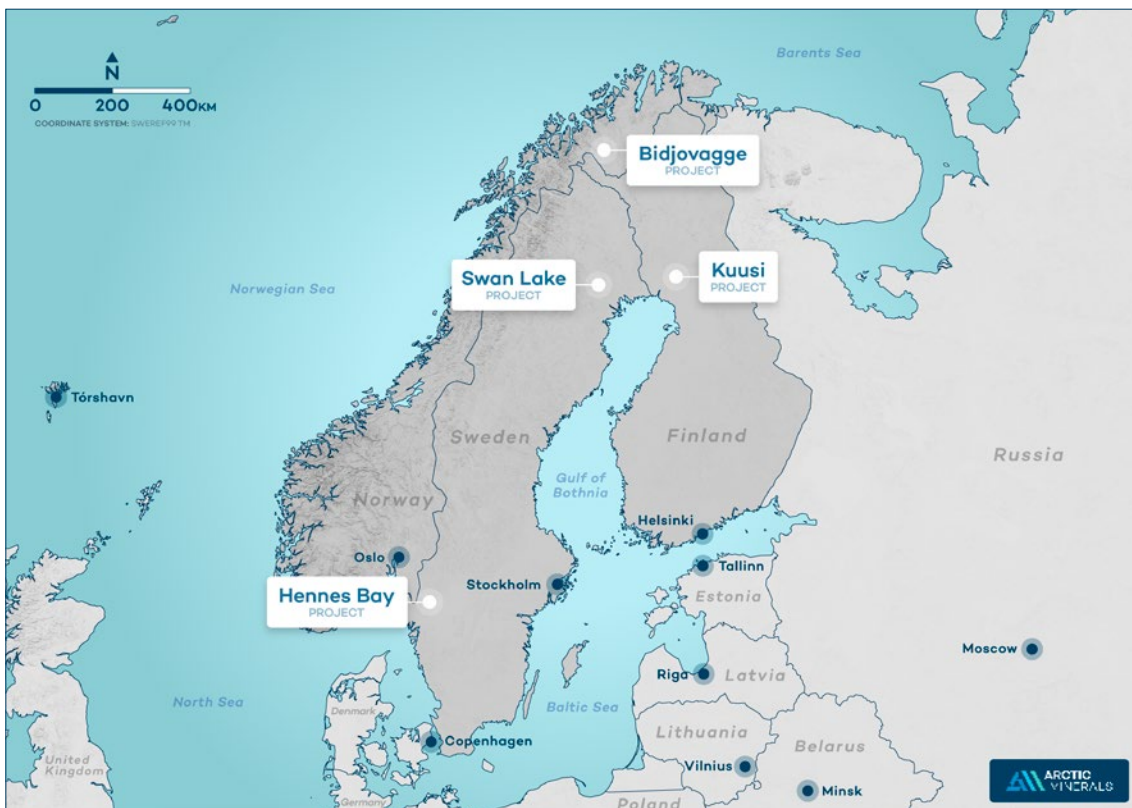 Barents Sea
N
0 200 400KM
COORDINATE SYSTEM: SWEREF99 TM
Bidjovagge
PROJECT
Swan Lake
PROJECT
Kuusi
PROJECT
Norwegian Sea
Tórshavn
Sweden
Finland
Russia
Gulf of
Bothnia
Norway
Helsinki
Oslo
Tallinn
Stockholm
Estonia
Hennes Bay
PROJECT
Moscow
Riga
Latvia
North Sea
Denmark
Baltic Sea
Copenhagen
Lithuania
Belarus
United
Kingdom
Vilnius
Minsk
Germany
Poland
ARCTIC
MINERALS